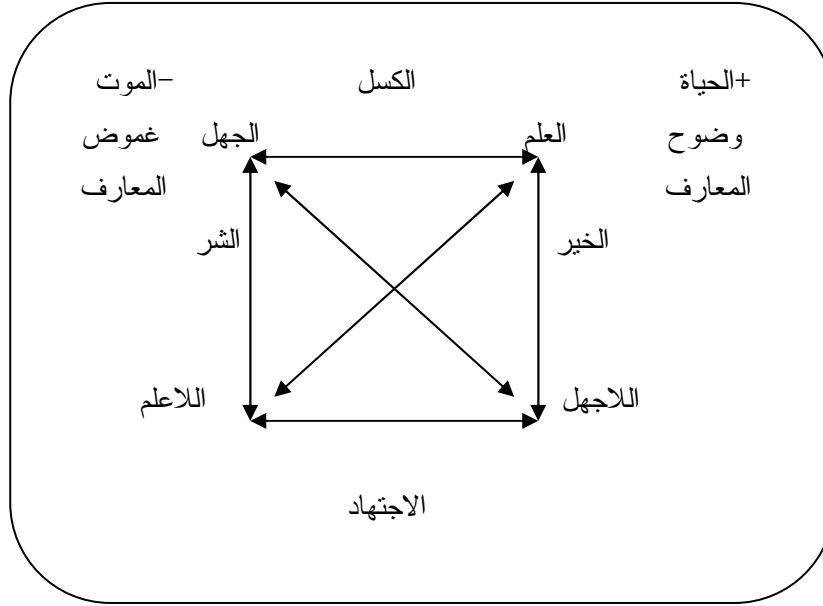 +الحياة الكسل −الموت
وضوح العلم الجهل غموض
المعارف المعارف
الخير الشر
اللاجهل اللاعلم
الاجتهاد